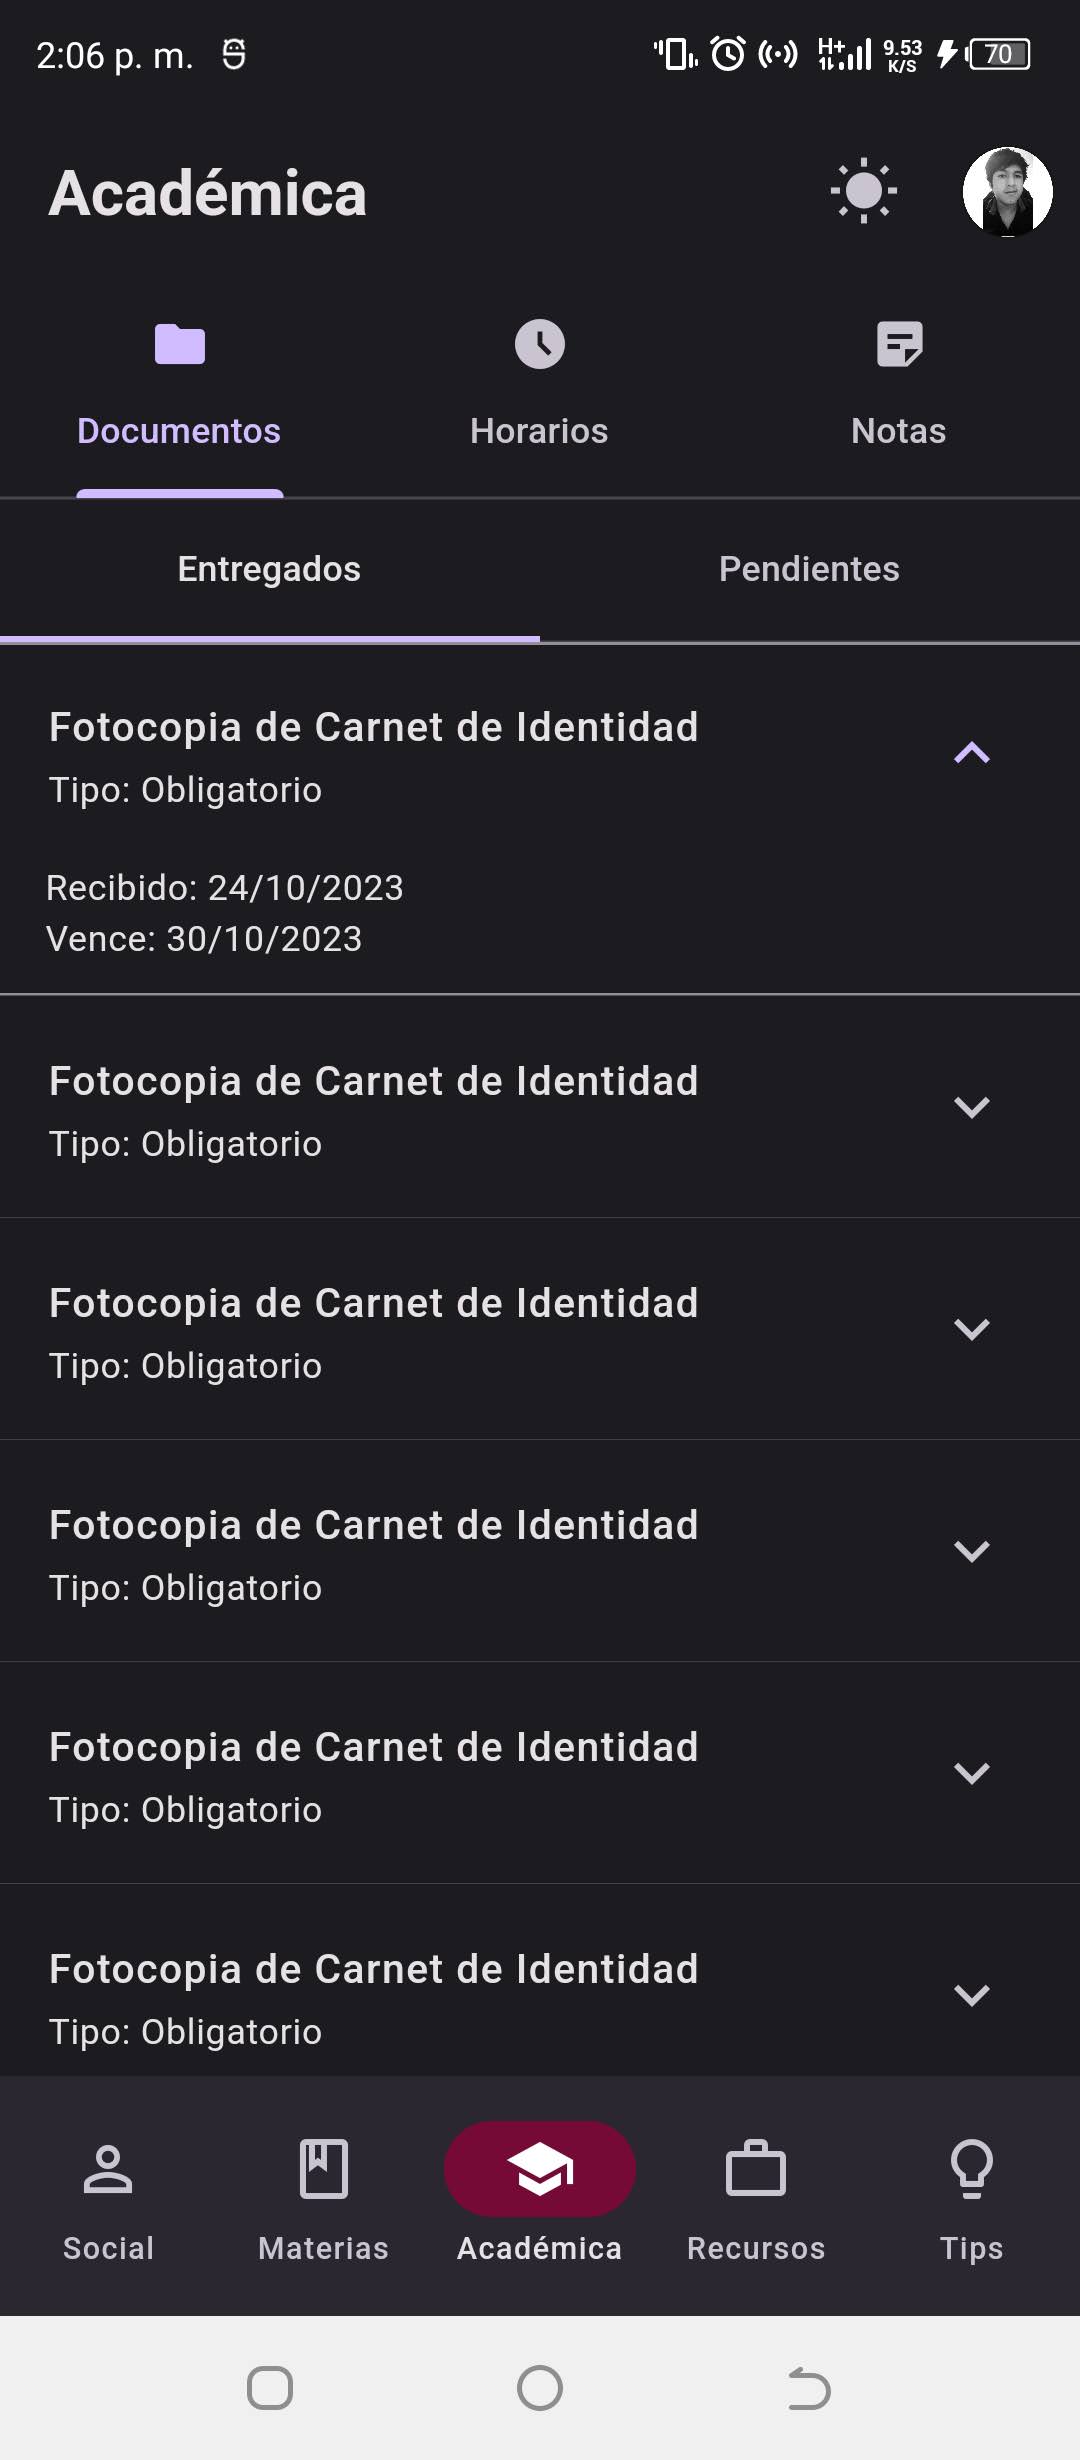 2:06 p. m.
H+ 9.53 K/S 70
Académica
Documentos Horarios Notas
Entregados Pendientes
Fotocopia de Carnet de Identidad
Tipo: Obligatorio
Recibido: 24/10/2023
Vence: 30/10/2023
Fotocopia de Carnet de Identidad
Tipo: Obligatorio
Fotocopia de Carnet de Identidad
Tipo: Obligatorio
Fotocopia de Carnet de Identidad
Tipo: Obligatorio
Fotocopia de Carnet de Identidad
Tipo: Obligatorio
Fotocopia de Carnet de Identidad
Tipo: Obligatorio
Social Materias Académica Recursos Tips